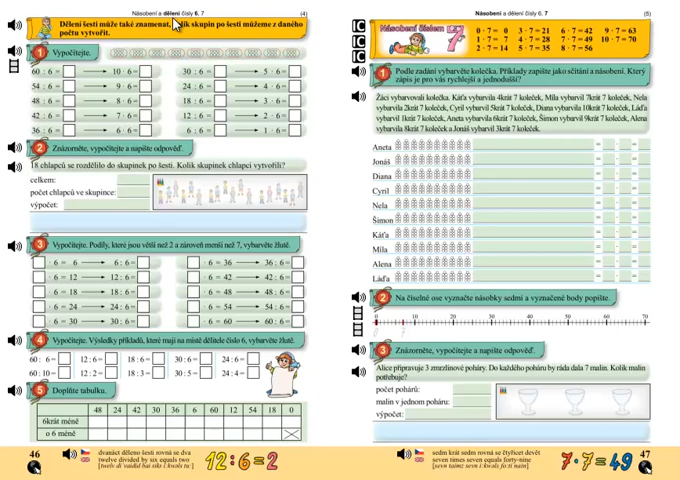 Násobení a dělení čísly 6, 7
(4)
Dělení šesti může také znamenat, kolik skupin po šesti můžeme z daného
počtu vytvořit.
1 Vypočítejte.
60 : 6 = 10 · 6 = 30 : 6 = 5 · 6 =
54 : 6 = 9 · 6 = 24 : 6 = 4 · 6 =
48 : 6 = 8 · 6 = 18 : 6 = 3 · 6 =
42 : 6 = 7 · 6 = 12 : 6 = 2 · 6 =
36 : 6 = 6 · 6 = 6 : 6 = 1 · 6 =
2 Znázorněte, vypočítejte a napište odpověď.
18 chlapců se rozdělilo do skupinek po šesti. Kolik skupinek chlapci vytvořili?
celkem:
počet chlapců ve skupince:
výpočet:
3 Vypočítejte. Podíly, které jsou větší než 2 a zároveň menší než 7, vybarvěte žlutě.
· 6 = 6 6 : 6 = · 6 = 36 36 : 6 =
· 6 = 12 12 : 6 = · 6 = 42 42 : 6 =
· 6 = 18 18 : 6 = · 6 = 48 48 : 6 =
· 6 = 24 24 : 6 = · 6 = 54 54 : 6 =
· 6 = 30 30 : 6 = · 6 = 60 60 : 6 =
4 Vypočítejte. Výsledky příkladů, které mají na místě dělitele číslo 6, vybarvěte žlutě.
60 : 6 = 12 : 6 = 18 : 6 = 30 : 6 = 24 : 6 =
60 : 10 = 12 : 2 = 18 : 3 = 30 : 5 = 24 : 4 =
5 Doplňte tabulku.
48 24 42 30 36 6 60 12 54 18 0
6krát méně
o 6 méně
46
dvanáct děleno šesti rovná se dva
twelve divided by six equals two
12 : 6 = 2
Násobení a dělení čísly 6, 7
(5)
Násobení číslem 7
0 · 7 = 0 3 · 7 = 21 6 · 7 = 42 9 · 7 = 63
1 · 7 = 7 4 · 7 = 28 7 · 7 = 49 10 · 7 = 70
2 · 7 = 14 5 · 7 = 35 8 · 7 = 56
1 Podle zadání vybarvěte kolečka. Příklady zapište jako sčítání a násobení. Který
zápis je pro vás rychlejší a jednodušší?
Žáci vybarvovali kolečka. Káťa vybarvila 4krát 7 koleček, Míla vybarvil 7krát 7 koleček, Nela
vybarvila 2krát 7 koleček, Cyril vybarvil 5krát 7 koleček, Diana vybarvila 10krát 7 koleček, Láďa
vybarvil 1krát 7 koleček, Aneta vybarvila 6krát 7 koleček, Šimon vybarvil 9krát 7 koleček, Alena
vybarvila 8krát 7 koleček a Jonáš vybarvil 3krát 7 koleček.
Aneta = · =
Jonáš = · =
Diana = · =
Cyril = · =
Nela = · =
Šimon = · =
Káťa = · =
Míla = · =
Alena = · =
Láďa = · =
2 Na číselné ose vyznačte násobky sedmi a vyznačené body popište.
0 7 10 20 30 40 50 60 70
3 Znázorněte, vypočítejte a napište odpověď.
Alice připravuje 3 zmrzlinové poháry. Do každého poháru by ráda dala 7 malin. Kolik malin
potřebuje?
počet pohárů:
malin v jednom poháru:
výpočet:
sedm krát sedm rovná se čtyřicet devět
seven times seven equals forty-nine
7 · 7 = 49
47